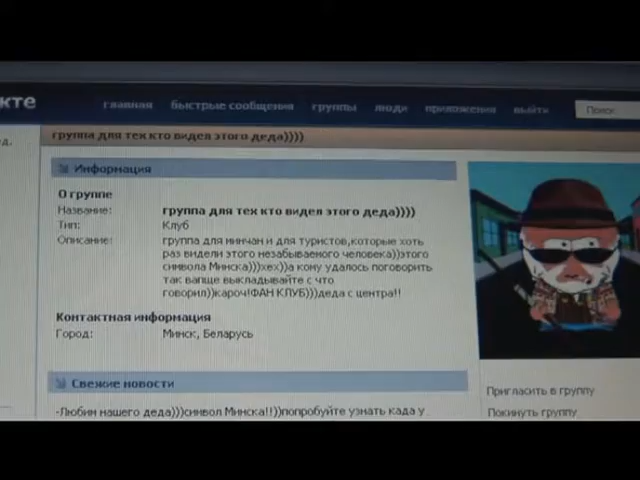 кте
главная быстрые сообщения группы люди приложения выйти Поиск
д.
группа для тех кто видел этого деда))))
Информация
О группе
Название: группа для тех кто видел этого деда))))
Тип: Клуб
Описание: группа для минчан и для туристов,которые хоть
раз видели этого незабываемого человека))этого
символа Минска)))хех))а кому удалось поговорить
так ваще выкладывайте с что
говорил))кароч!ФАН КЛУБ)))деда с центра!!
Контактная информация
Город: Минск, Беларусь
Свежие новости
-Любим нашего деда)))символ Минска!!))попробуйте узнать када у
Пригласить в группу
Покинуть группу